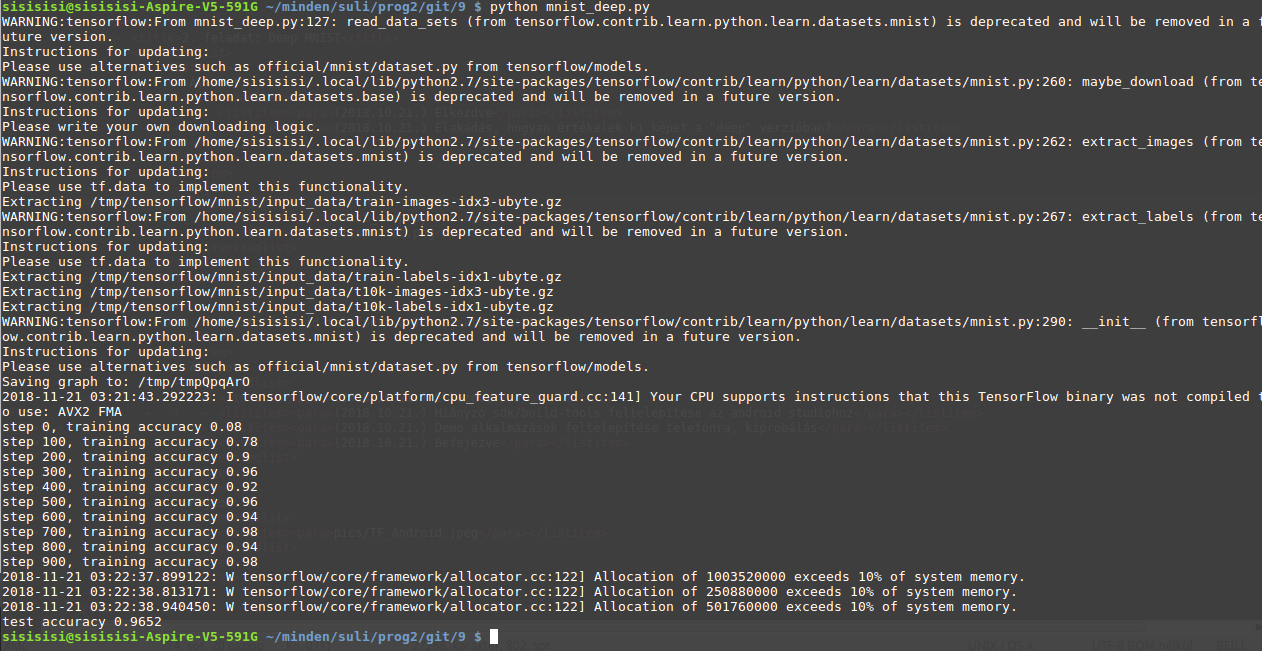 sisisisi@sisisisi-Aspire-V5-591G ~/minden/suli/prog2/git/9 $ python mnist_deep.py
WARNING:tensorflow:From mnist_deep.py:127: read_data_sets (from tensorflow.contrib.learn.python.learn.datasets.mnist) is deprecated and will be removed in a f
uture version.
Instructions for updating:
Please use alternatives such as official/mnist/dataset.py from tensorflow/models.
WARNING:tensorflow:From /home/sisisisi/.local/lib/python2.7/site-packages/tensorflow/contrib/learn/python/learn/datasets/mnist.py:260: maybe_download (from te
nsorflow.contrib.learn.python.learn.datasets.base) is deprecated and will be removed in a future version.
Instructions for updating:
Please write your own downloading logic.
WARNING:tensorflow:From /home/sisisisi/.local/lib/python2.7/site-packages/tensorflow/contrib/learn/python/learn/datasets/mnist.py:262: extract_images (from te
nsorflow.contrib.learn.python.learn.datasets.mnist) is deprecated and will be removed in a future version.
Instructions for updating:
Please use tf.data to implement this functionality.
Extracting /tmp/tensorflow/mnist/input_data/train-images-idx3-ubyte.gz
WARNING:tensorflow:From /home/sisisisi/.local/lib/python2.7/site-packages/tensorflow/contrib/learn/python/learn/datasets/mnist.py:267: extract_labels (from te
nsorflow.contrib.learn.python.learn.datasets.mnist) is deprecated and will be removed in a future version.
Instructions for updating:
Please use tf.data to implement this functionality.
Extracting /tmp/tensorflow/mnist/input_data/train-labels-idx1-ubyte.gz
Extracting /tmp/tensorflow/mnist/input_data/t10k-images-idx3-ubyte.gz
Extracting /tmp/tensorflow/mnist/input_data/t10k-labels-idx1-ubyte.gz
WARNING:tensorflow:From /home/sisisisi/.local/lib/python2.7/site-packages/tensorflow/contrib/learn/python/learn/datasets/mnist.py:290: __init__ (from tensorfl
ow.contrib.learn.python.learn.datasets.mnist) is deprecated and will be removed in a future version.
Instructions for updating:
Please use alternatives such as official/mnist/dataset.py from tensorflow/models.
Saving graph to: /tmp/tmpQpqArO
2018-11-21 03:21:43.292223: I tensorflow/core/platform/cpu_feature_guard.cc:141] Your CPU supports instructions that this TensorFlow binary was not compiled t
o use: AVX2 FMA
step 0, training accuracy 0.08
step 100, training accuracy 0.78
step 200, training accuracy 0.9
step 300, training accuracy 0.96
step 400, training accuracy 0.92
step 500, training accuracy 0.96
step 600, training accuracy 0.94
step 700, training accuracy 0.98
step 800, training accuracy 0.94
step 900, training accuracy 0.98
2018-11-21 03:22:37.899122: W tensorflow/core/framework/allocator.cc:122] Allocation of 1003520000 exceeds 10% of system memory.
2018-11-21 03:22:38.813171: W tensorflow/core/framework/allocator.cc:122] Allocation of 250880000 exceeds 10% of system memory.
2018-11-21 03:22:38.940450: W tensorflow/core/framework/allocator.cc:122] Allocation of 501760000 exceeds 10% of system memory.
test accuracy 0.9652
sisisisi@sisisisi-Aspire-V5-591G ~/minden/suli/prog2/git/9 $